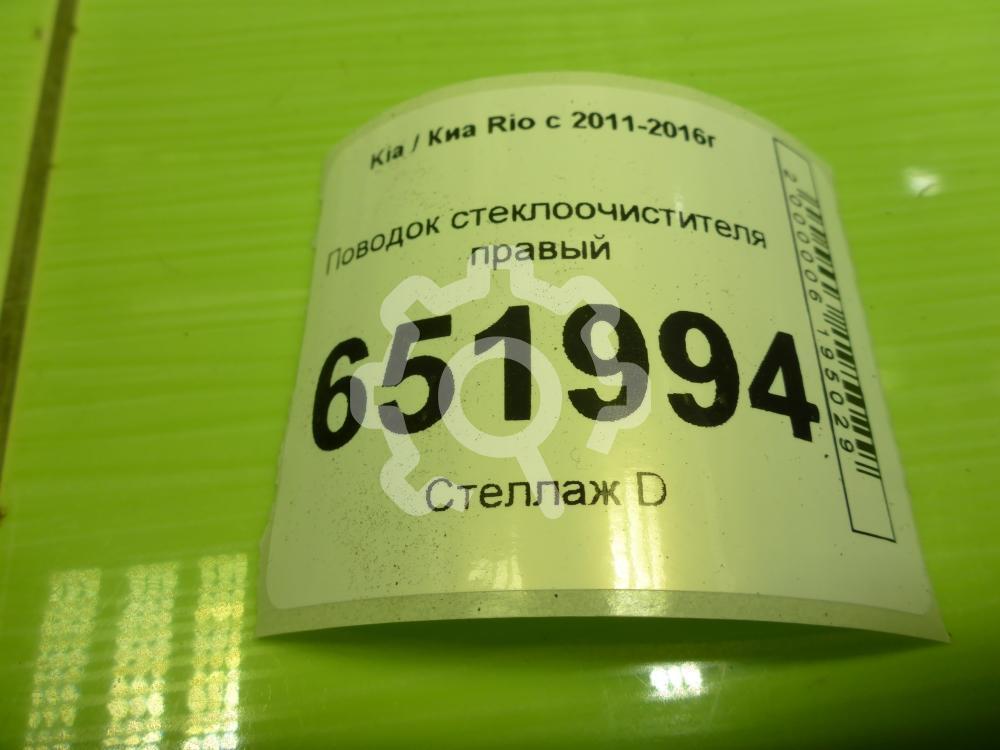 Kia / Киа Rio с 2011-2016г
Поводок стеклоочистителя
правый
651994
Стеллаж D
2000006195029